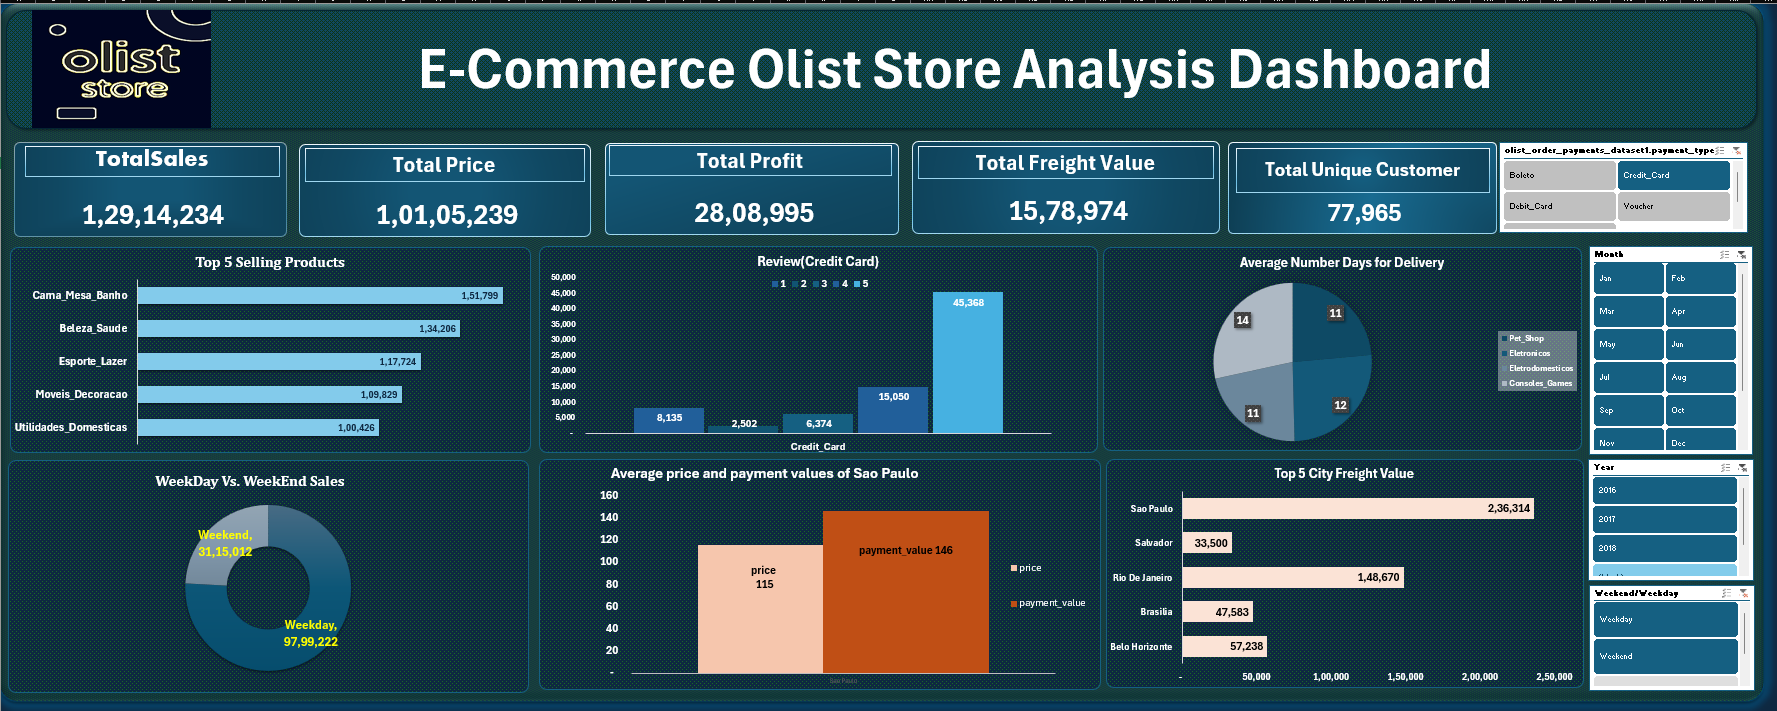 olist
store
E-Commerce Olist Store Analysis Dashboard
TotalSales
1,29,14,234
Total Price
1,01,05,239
Total Profit
28,08,995
Total Freight Value
15,78,974
Total Unique Customer
77,965
olist_order_payments_dataset1.payment_type
Boleto
Credit_Card
Debit_Card
Voucher
Top 5 Selling Products
Cama_Mesa_Banho
1,51,799
Beleza_Saude
1,34,206
Esporte_Lazer
1,17,724
Moveis_Decoracao
1,09,829
Utilidades_Domesticas
1,00,426
Review(Credit Card)
1 2 3 4 5
50,000
45,000
40,000
35,000
30,000
25,000
20,000
15,000
10,000
5,000
-
8,135
2,502
6,374
15,050
45,368
Credit_Card
Average Number Days for Delivery
14
11
11
12
Pet_Shop
Eletronicos
Eletrodomesticos
Consoles_Games
Month
Jan
Feb
Mar
Apr
May
Jun
Jul
Aug
Sep
Oct
Nov
Dec
WeekDay Vs. WeekEnd Sales
Weekend,
31,15,012
Weekday,
97,99,222
Average price and payment values of Sao Paulo
160
140
120
100
80
60
40
20
-
price
115
payment_value 146
Sao Paulo
price
payment_value
Top 5 City Freight Value
Sao Paulo
2,36,314
Salvador
33,500
Rio De Janeiro
1,48,670
Brasilia
47,583
Belo Horizonte
57,238
- 50,000 1,00,000 1,50,000 2,00,000 2,50,000
Year
2016
2017
2018
Weekend/Weekday
Weekday
Weekend